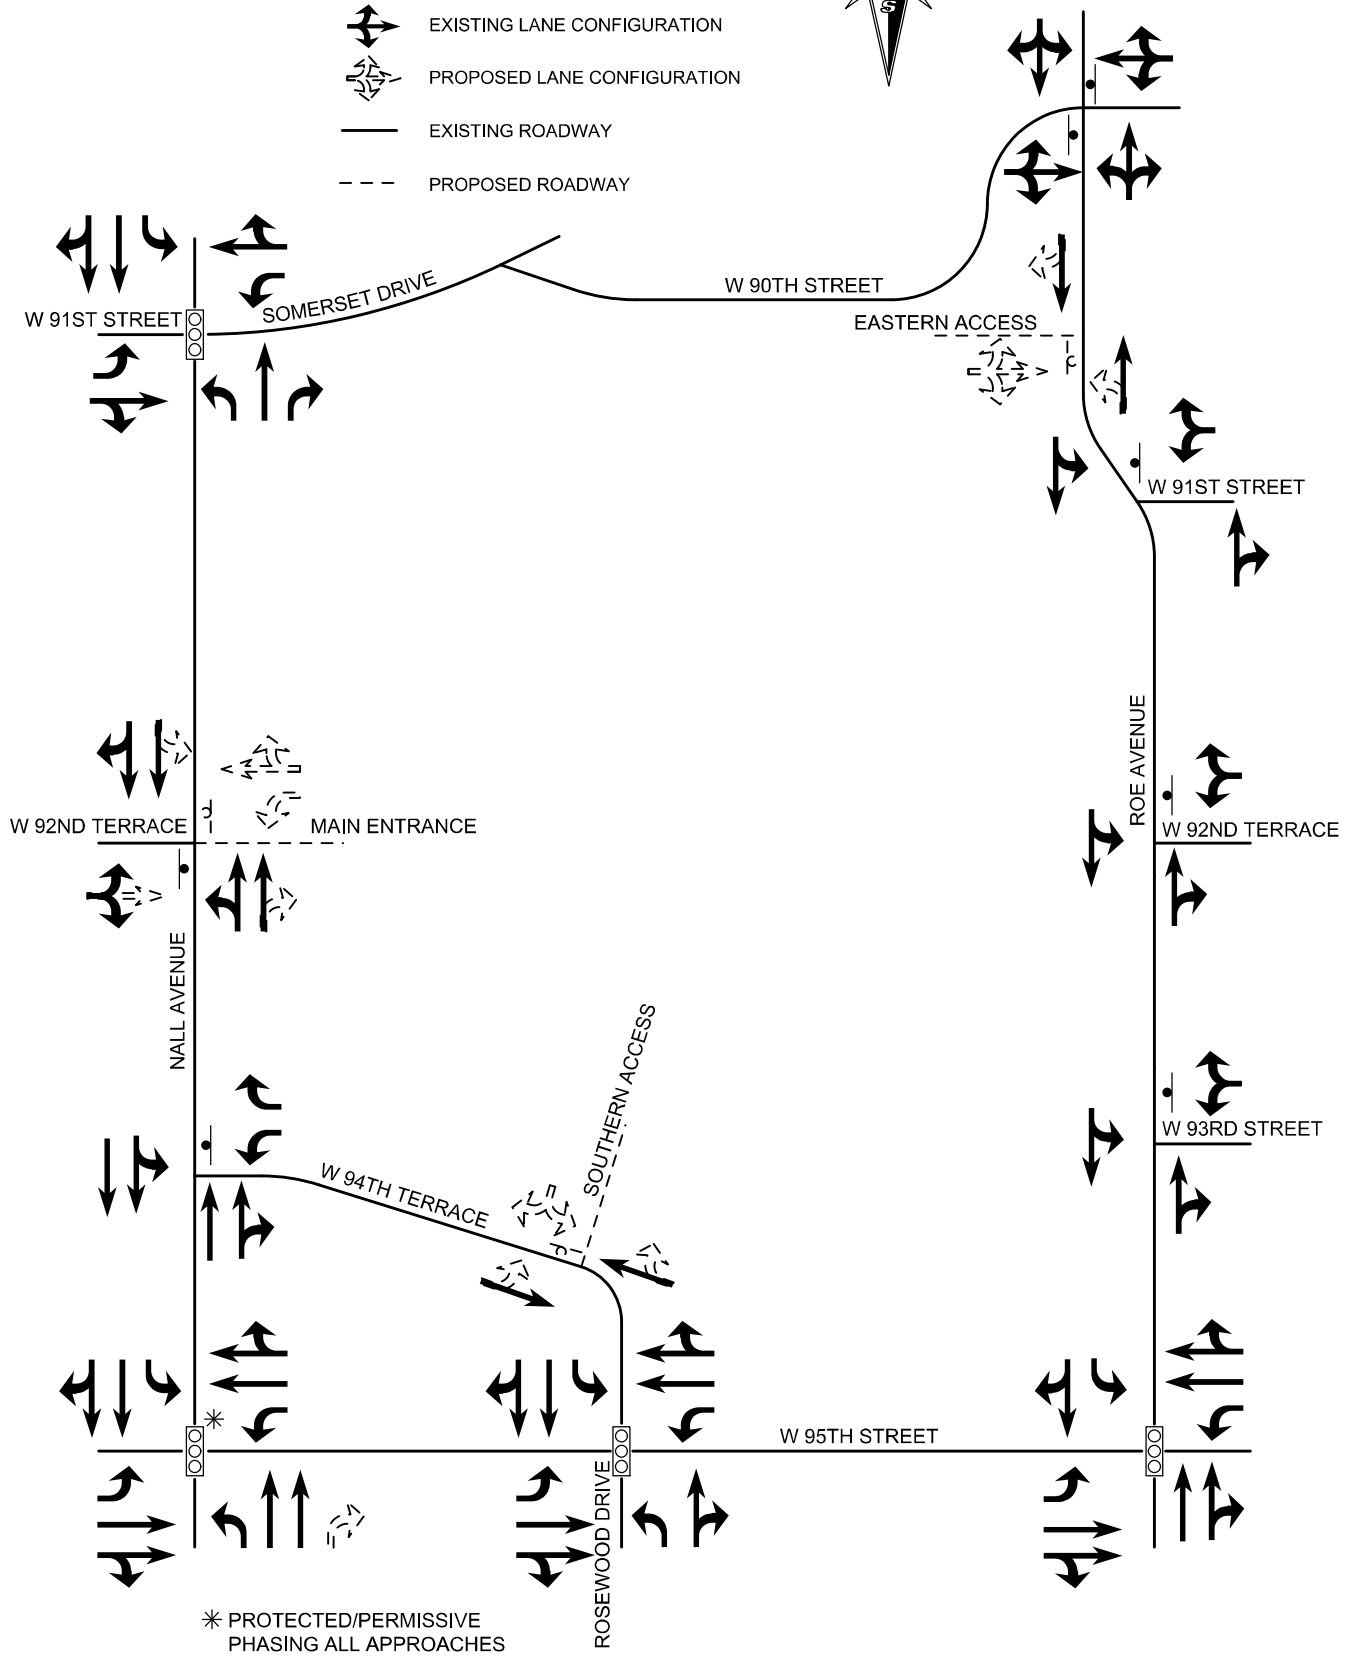 S
EXISTING LANE CONFIGURATION
PROPOSED LANE CONFIGURATION
EXISTING ROADWAY
PROPOSED ROADWAY
W 91ST STREET
SOMERSET DRIVE
W 90TH STREET
EASTERN ACCESS
W 91ST STREET
ROE AVENUE
W 92ND TERRACE
MAIN ENTRANCE
W 92ND TERRACE
NALL AVENUE
SOUTHERN ACCESS
W 93RD STREET
W 94TH TERRACE
W 95TH STREET
ROSEWOOD DRIVE
* PROTECTED/PERMISSIVE
PHASING ALL APPROACHES